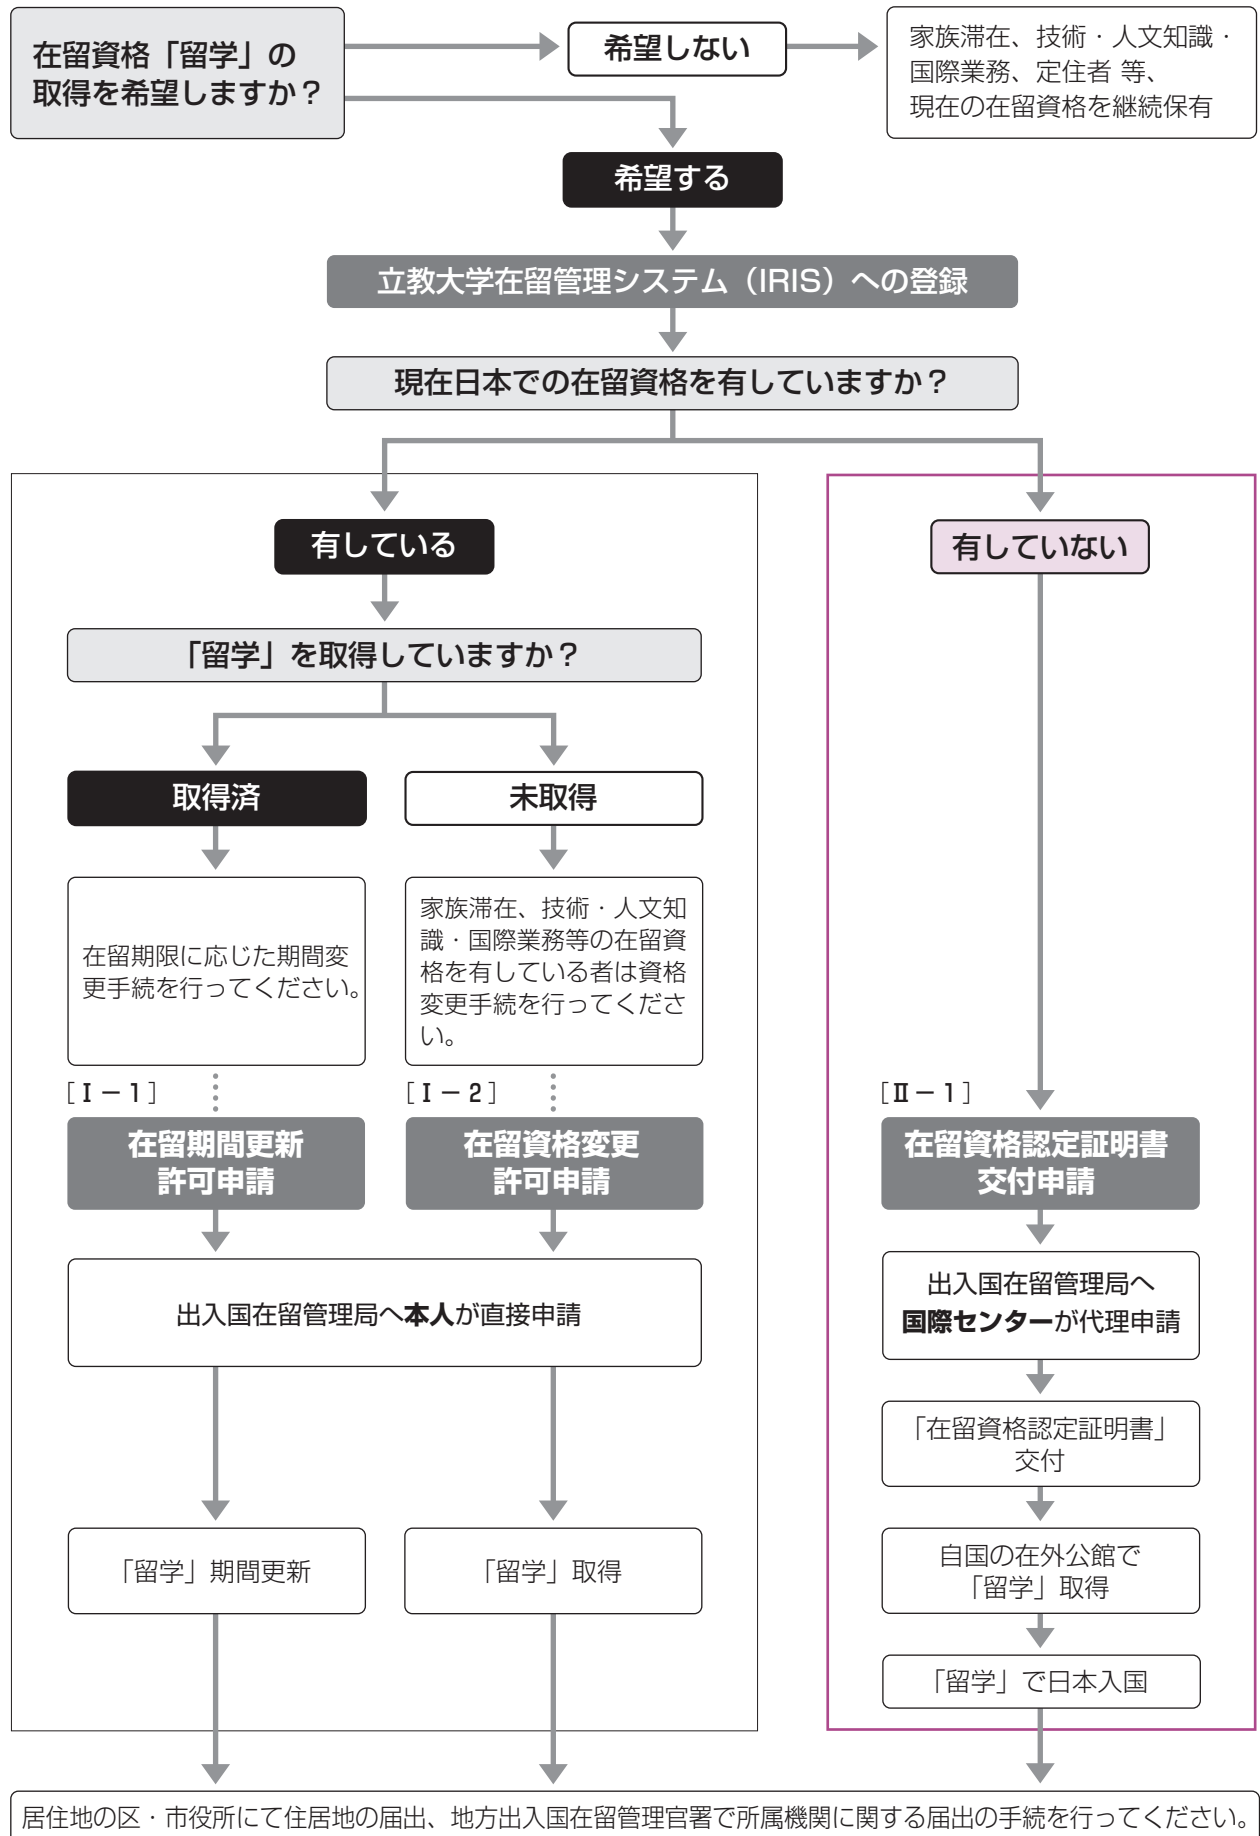 在留資格「留学」の
取得を希望しますか？
希望しない
家族滞在、技術・人文知識・
国際業務、定住者 等、
現在の在留資格を継続保有
希望する
立教大学在留管理システム（IRIS）への登録
現在日本での在留資格を有していますか？
有している
有していない
「留学」を取得していますか？
取得済
未取得
在留期限に応じた期間変
更手続を行ってください。
家族滞在、技術・人文知
識・国際業務等の在留資
格を有している者は資格
変更手続を行ってくださ
い。
［Ⅰ－1］
［Ⅰ－2］
［Ⅱ－1］
在留期間更新
許可申請
在留資格変更
許可申請
在留資格認定証明書
交付申請
出入国在留管理局へ本人が直接申請
出入国在留管理局へ
国際センターが代理申請
「在留資格認定証明書」
交付
「留学」期間更新
「留学」取得
自国の在外公館で
「留学」取得
「留学」で日本入国
居住地の区・市役所にて住居地の届出、地方出入国在留管理官署で所属機関に関する届出の手続を行ってください。